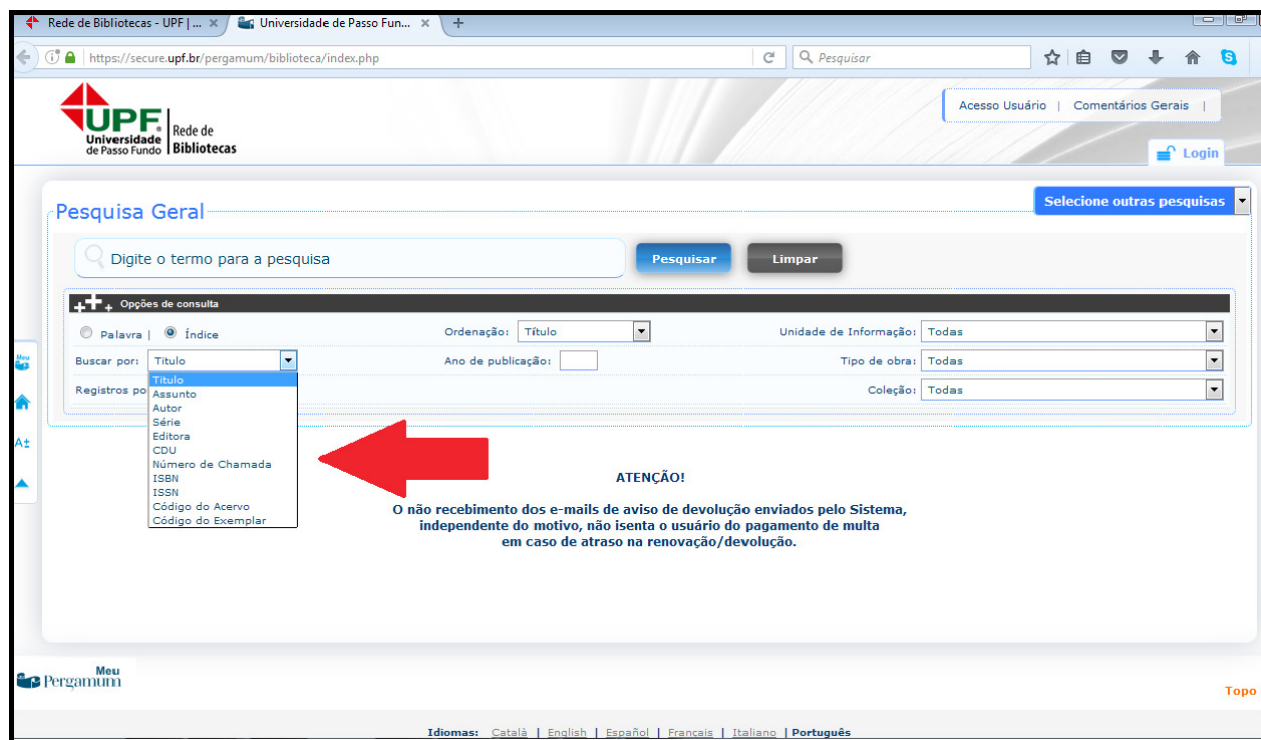 Rede de Bibliotecas - UPF | ... × Universidade de Passo Fun... × +
https://secure.upf.br/pergamum/biblioteca/index.php Pesquisar
Acesso Usuário | Comentários Gerais |
UPF
Universidade
de Passo Fundo
Rede de
Bibliotecas
Login
Selecione outras pesquisas
Pesquisa Geral
Digite o termo para a pesquisa Pesquisar Limpar
Opções de consulta
Palavra | Índice Ordenação: Título Unidade de Informação: Todas
Buscar por: Titulo Ano de publicação: Tipo de obra: Todas
Registros po Coleção: Todas
Titulo
Assunto
Autor
Série
Editora
CDU
Número de Chamada
ISBN
ISSN
Código do Acervo
Código do Exemplar
Meu
A±
ATENÇÃO!
O não recebimento dos e-mails de aviso de devolução enviados pelo Sistema,
independente do motivo, não isenta o usuário do pagamento de multa
em caso de atraso na renovação/devolução.
Meu
Pergamum
Topo
Idiomas: Català | English | Español | Francais | Italiano | Português